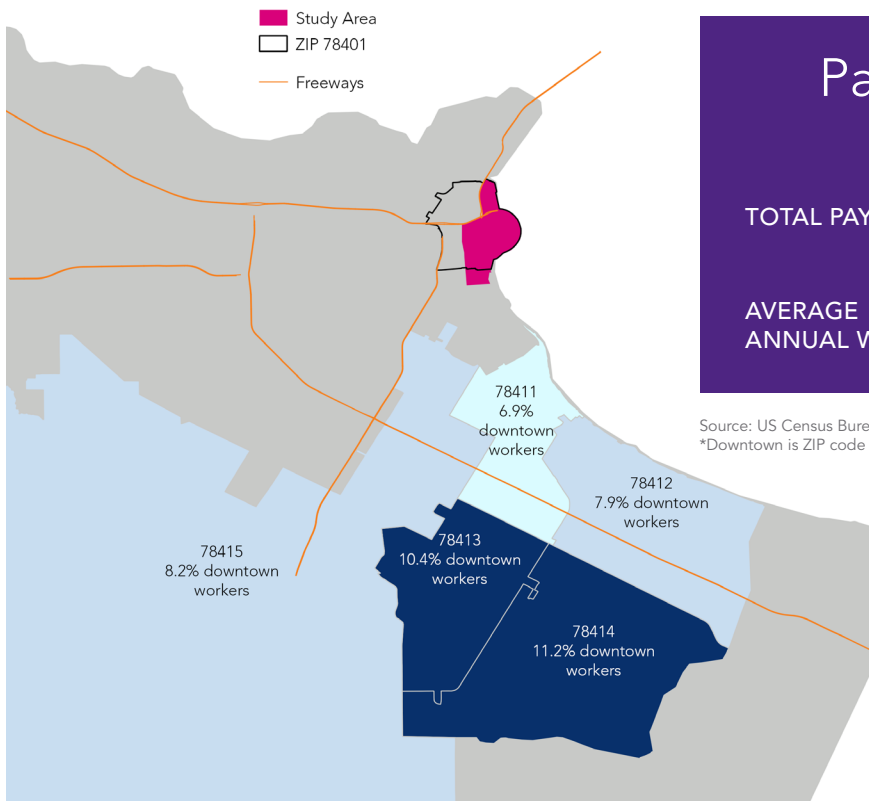 Study Area
ZIP 78401
Freeways
Pa
TOTAL PAY
AVERAGE
ANNUAL W
Source: US Census Bure
*Downtown is ZIP code
78411
6.9%
downtown
workers
78412
7.9% downtown
workers
78415
8.2% downtown
workers
78413
10.4% downtown
workers
78414
11.2% downtown
workers